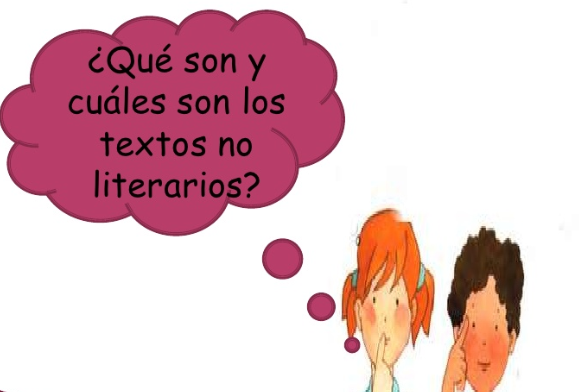 ¿Qué son y
cuáles son los
textos no
literarios?